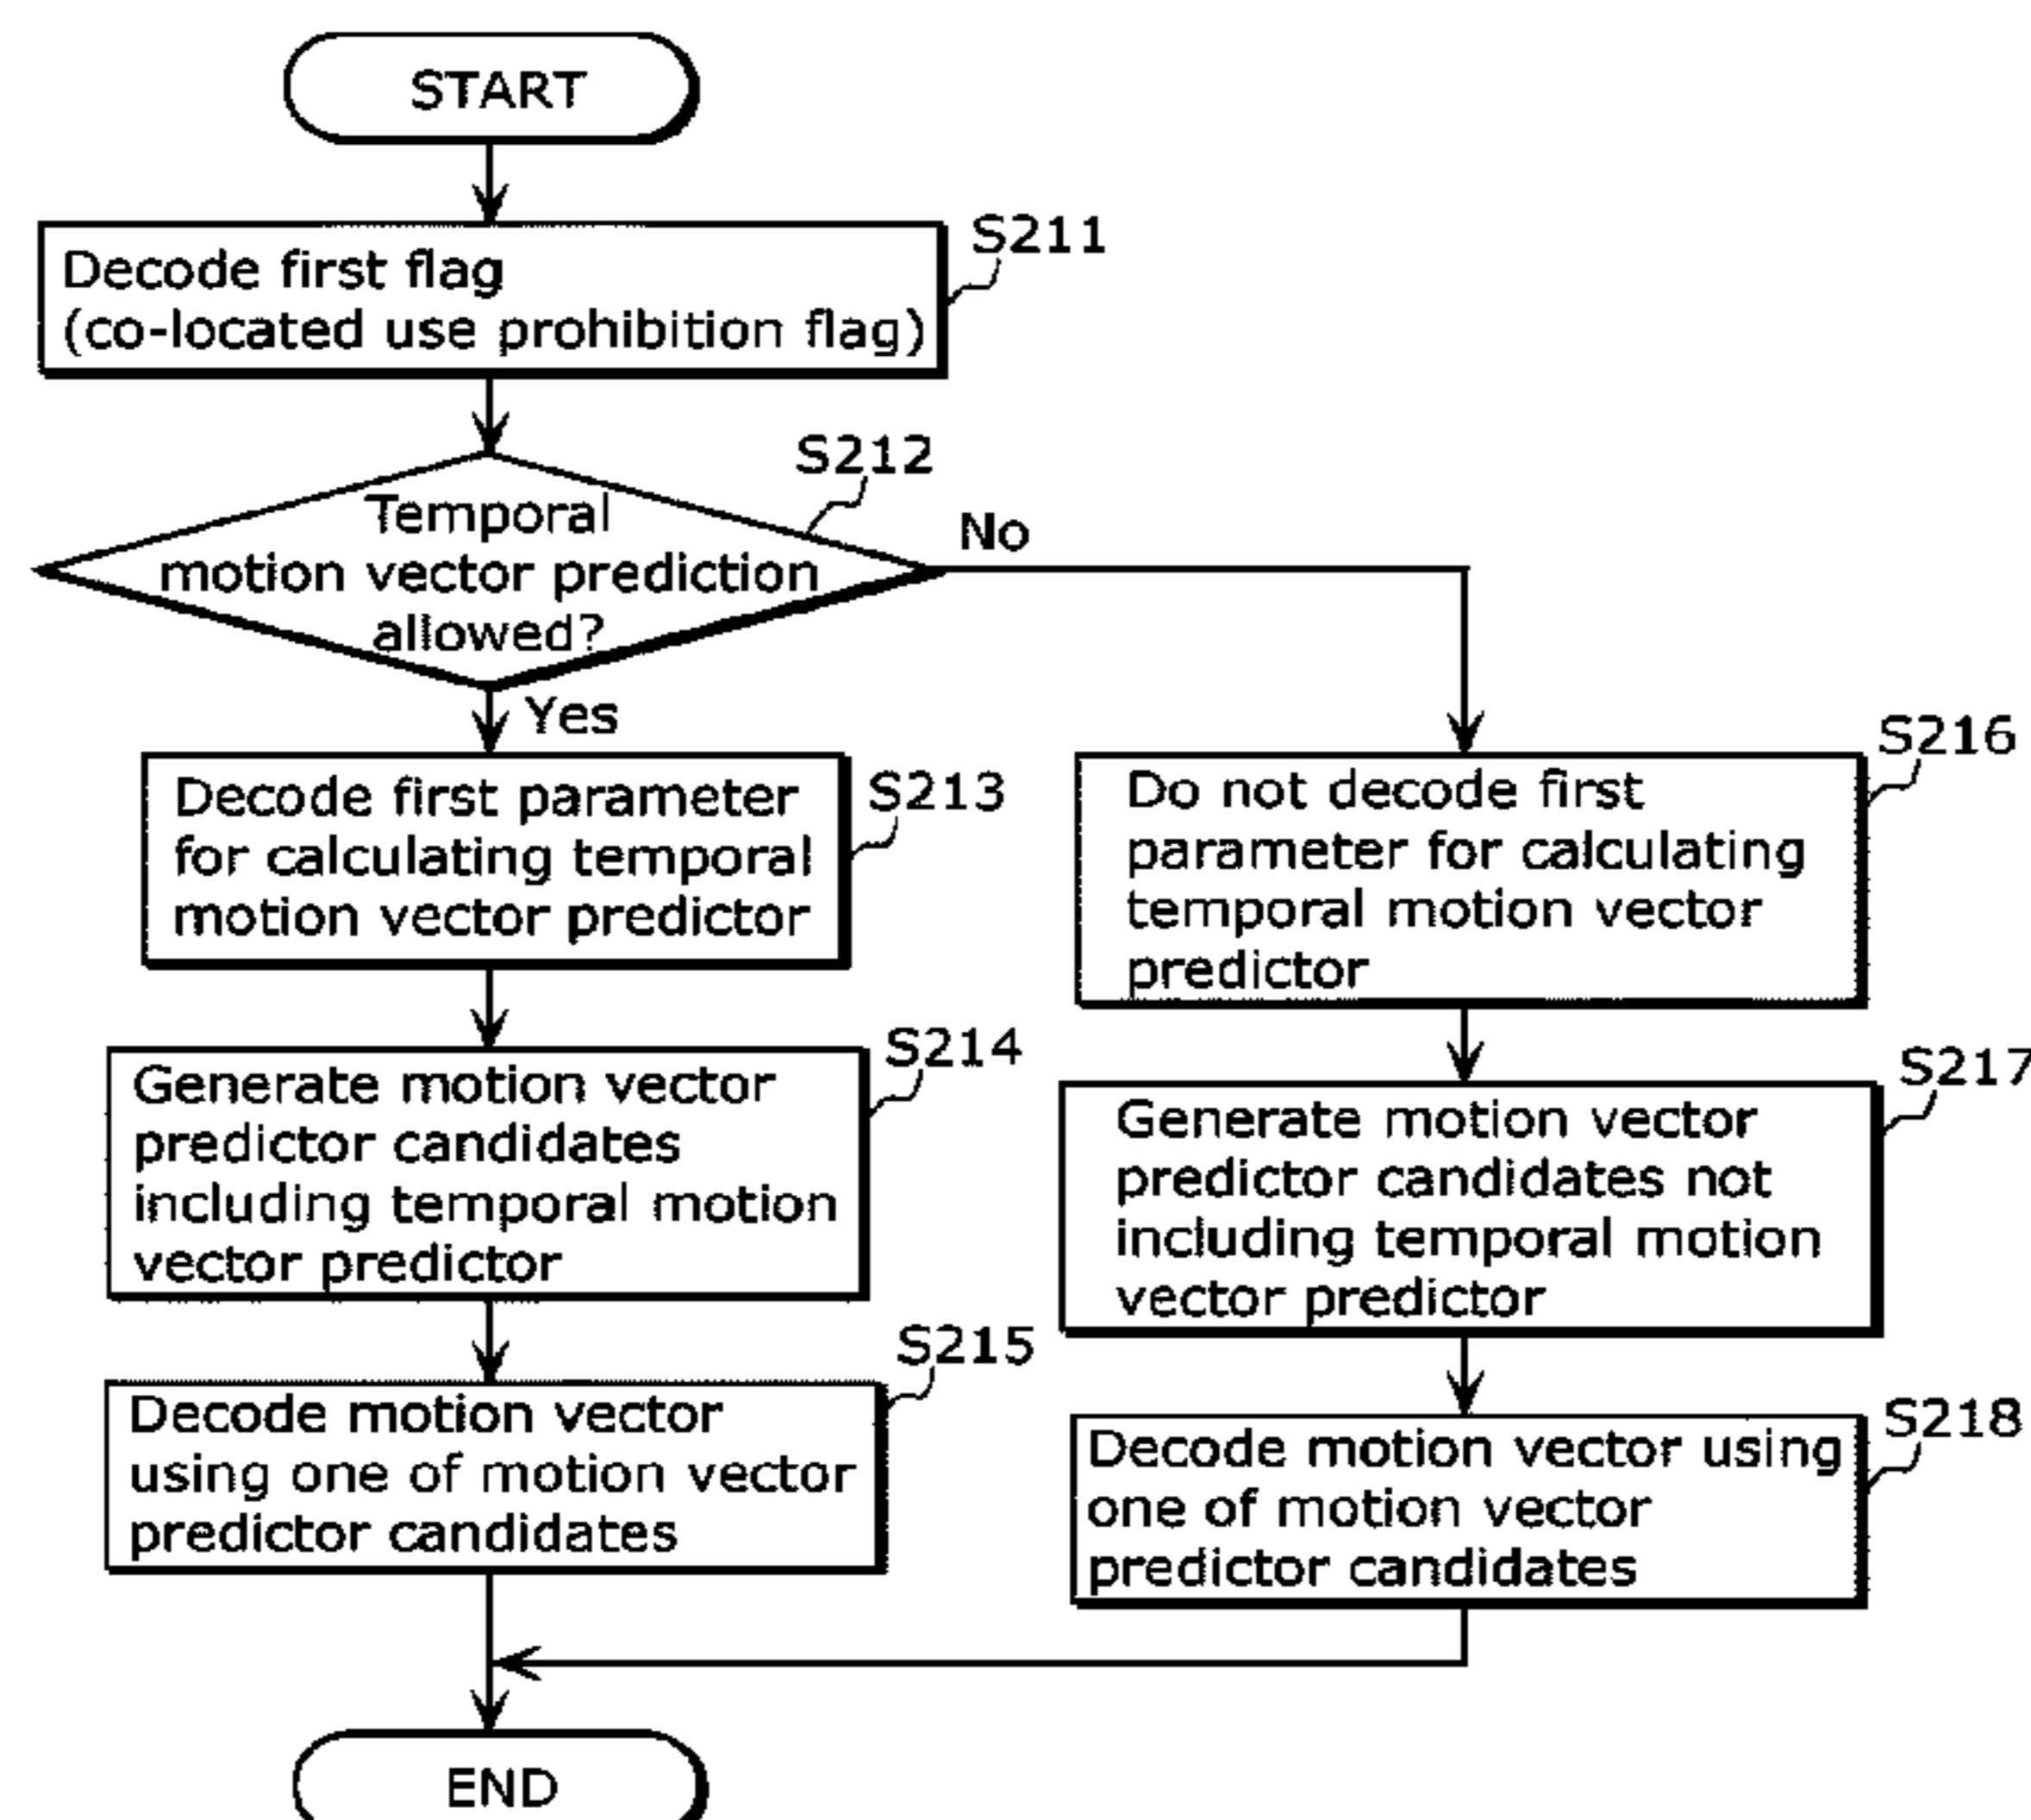 START
Decode first flag
(co-located use prohibition flag)
S211
Temporal
motion vector prediction
allowed?
S212
No
Yes
Decode first parameter
for calculating temporal
motion vector predictor
S213
Generate motion vector
predictor candidates
including temporal motion
vector predictor
S214
Decode motion vector
using one of motion vector
predictor candidates
S215
Do not decode first
parameter for calculating
temporal motion vector
predictor
S216
Generate motion vector
predictor candidates not
including temporal motion
vector predictor
S217
Decode motion vector using
one of motion vector
predictor candidates
S218
END